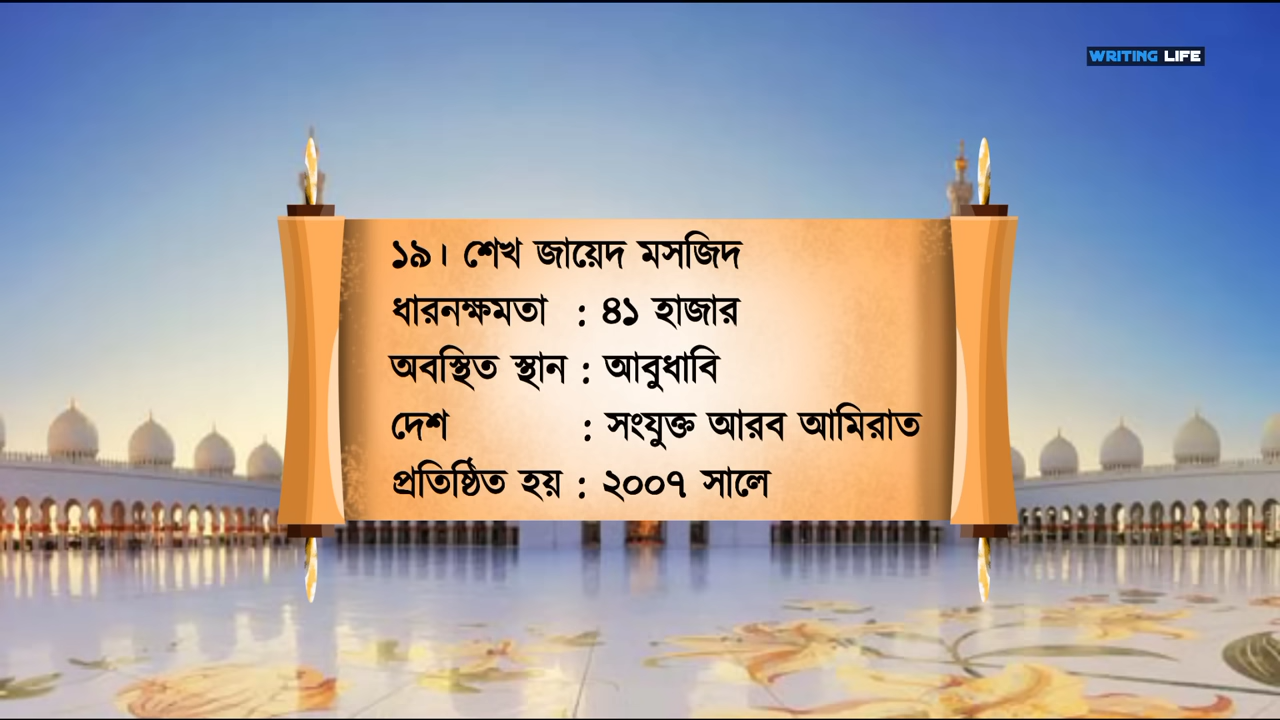 WRITING LIFE
১৯। শেখ জায়েদ মসজিদ
ধারনক্ষমতা : ৪১ হাজার
অবস্থিত স্থান : আবুধাবি
দেশ : সংযুক্ত আরব আমিরাত
প্রতিষ্ঠিত হয় : ২০০৭ সালে